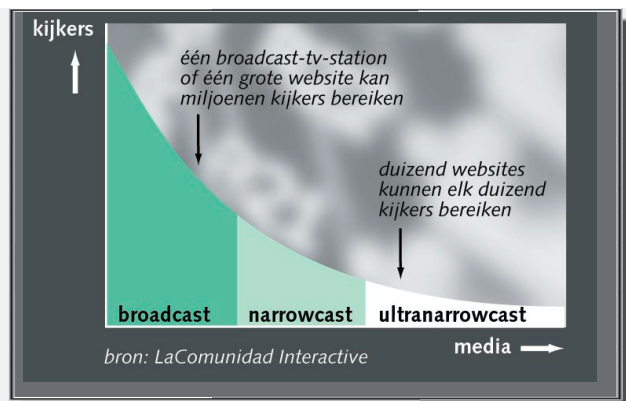 kijkers
één broadcast-tv-station
of één grote website kan
miljoenen kijkers bereiken
duizend websites
kunnen elk duizend
kijkers bereiken
broadcast narrowcast ultranarrowcast
media
bron: LaComunidad Interactive